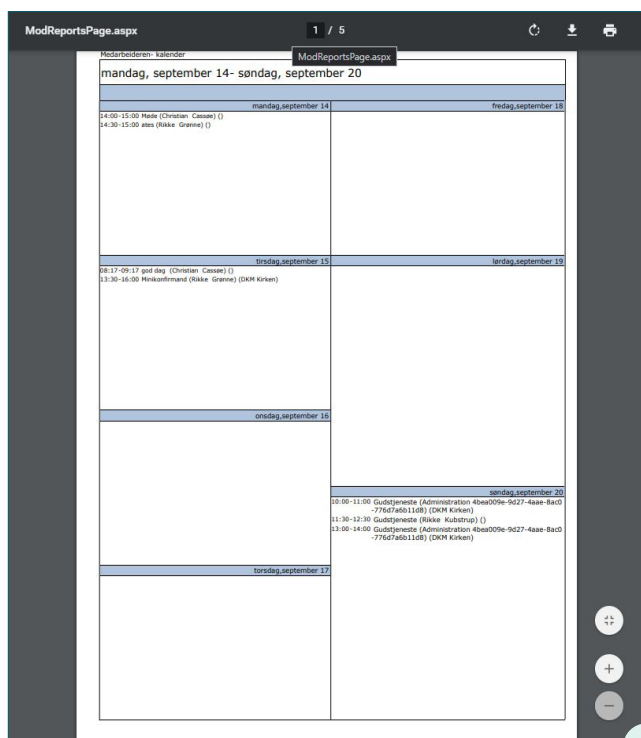 ModReportsPage.aspx
1 / 5
ModReportsPage.aspx
Medarbejderen- kalender
mandag, september 14- søndag, september 20
mandag,september 14
14:00-15:00 Møde (Christian Cassøe) ()
14:30-15:00 ates (Rikke Grønne) ()
tirsdag,september 15
08:17-09:17 god dag (Christian Cassøe) ()
13:30-16:00 Minikonfirmand (Rikke Grønne) (DKM Kirken)
onsdag,september 16
torsdag,september 17
fredag,september 18
lørdag,september 19
søndag,september 20
10:00-11:00 Gudstjeneste (Administration 4bea009e-9d27-4aae-8ac0
-776d7a6b11d8) (DKM Kirken)
11:30-12:30 Gudstjeneste (Rikke Kubstrup) ()
13:00-14:00 Gudstjeneste (Administration 4bea009e-9d27-4aae-8ac0
-776d7a6b11d8) (DKM Kirken)